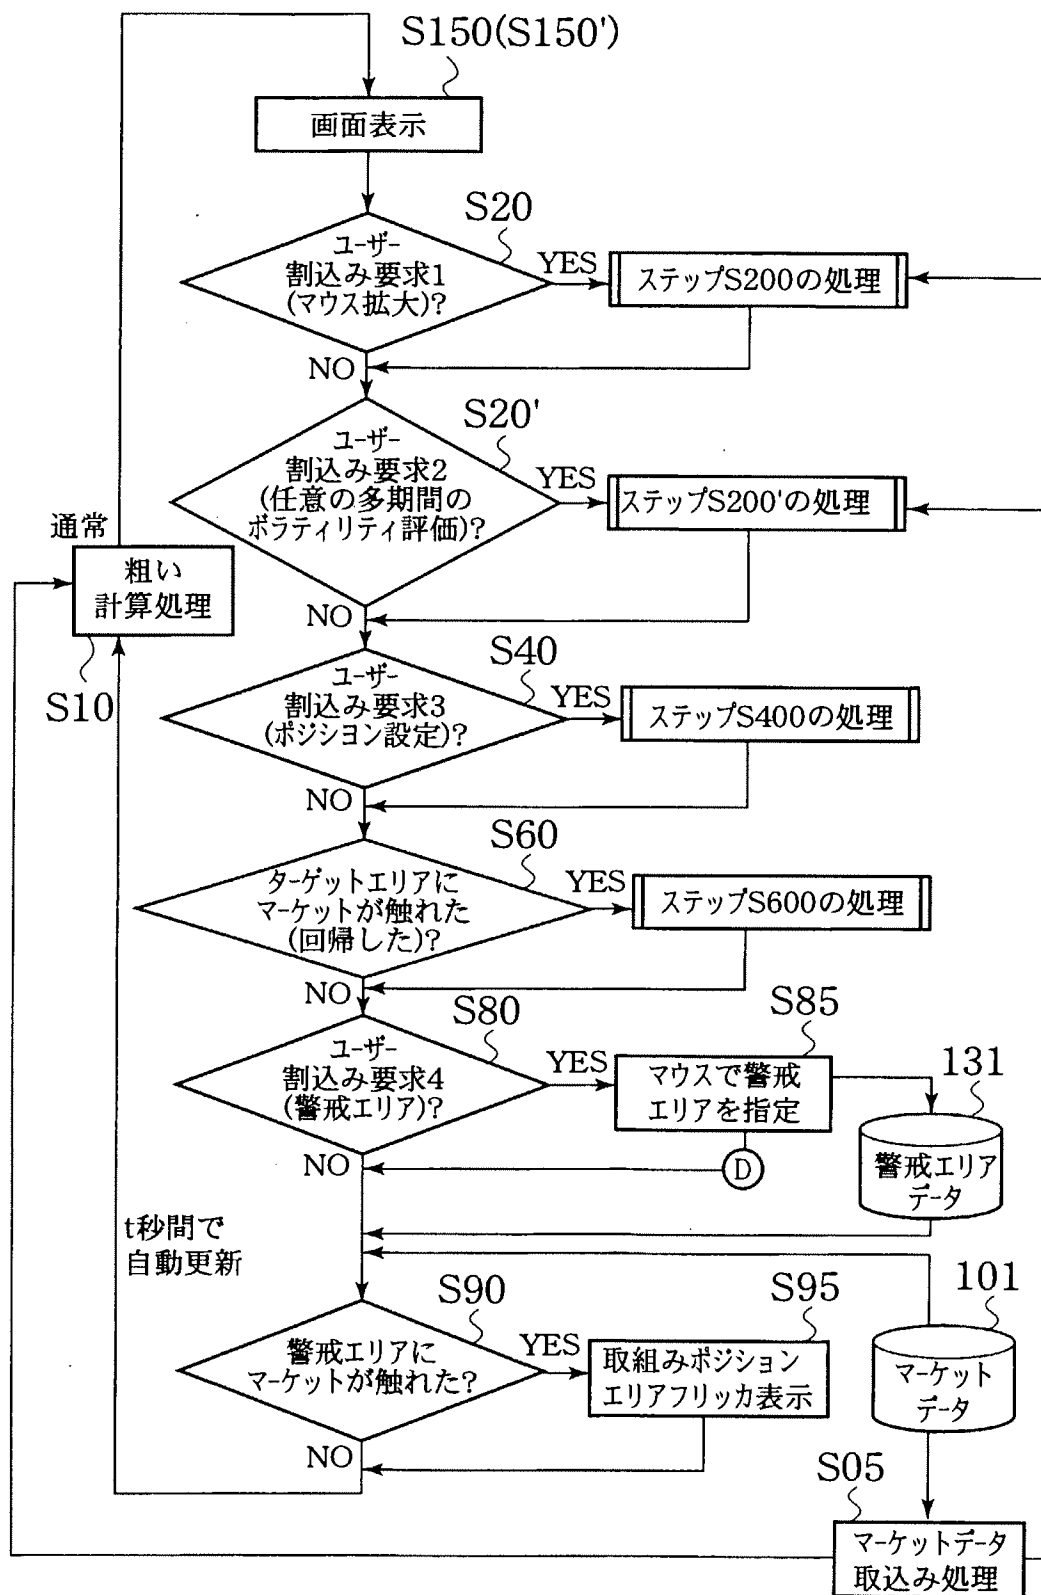 S150(S150')
画面表示
S20
ユーザー
割込み要求1
(マウス拡大)?
YES
ステップS200の処理
NO
S20'
ユーザー
割込み要求2
(任意の多期間の
ボラティリティ評価)?
YES
ステップS200'の処理
NO
通常
粗い
計算処理
S10
S40
ユーザー
割込み要求3
(ポジション設定)?
YES
ステップS400の処理
NO
S60
ターゲットエリアに
マーケットが触れた
(回帰した)?
YES
ステップS600の処理
NO
S80
ユーザー
割込み要求4
(警戒エリア)?
YES
S85
マウスで警戒
エリアを指定
D
NO
131
警戒エリア
データ
t秒間で
自動更新
S90
警戒エリアに
マーケットが触れた?
YES
S95
取組みポジション
エリアフリッカ表示
NO
101
マーケット
データ
S05
マーケットデータ
取込み処理